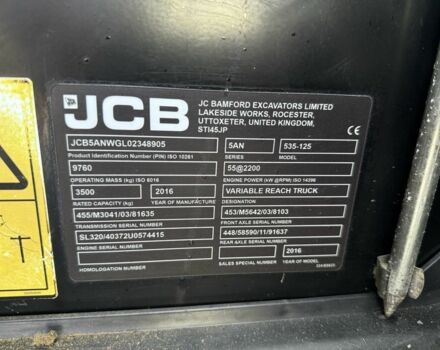 JCB
JC BAMFORD EXCAVATORS LIMITED
LAKESIDE WORKS, ROCESTER,
UTTOXETER, UNITED KINGDOM,
ST145JP
CE
JCB5ANWGL02348905 5AN 535-125
Product Identification Number (PIN) ISO 10261 SERIES MODEL
9760 55@2200
OPERATING MASS (kg) ISO 6016 ENGINE POWER (kW @RPM) ISO 14396
3500 2016 VARIABLE REACH TRUCK
RATED CAPACITY (kg) YEAR OF MANUFACTURE DESIGNATION
455/M3041/03/81635 453/M5642/03/8103
TRANSMISSION SERIAL NUMBER FRONT AXLE SERIAL NUMBER
SL320/40372U0574415 448/58590/11/91637
ENGINE SERIAL NUMBER REAR AXLE SERIAL NUMBER
2016
HOMOLOGATION NUMBER SALES SPECIAL NUMBER YEAR OF MODEL